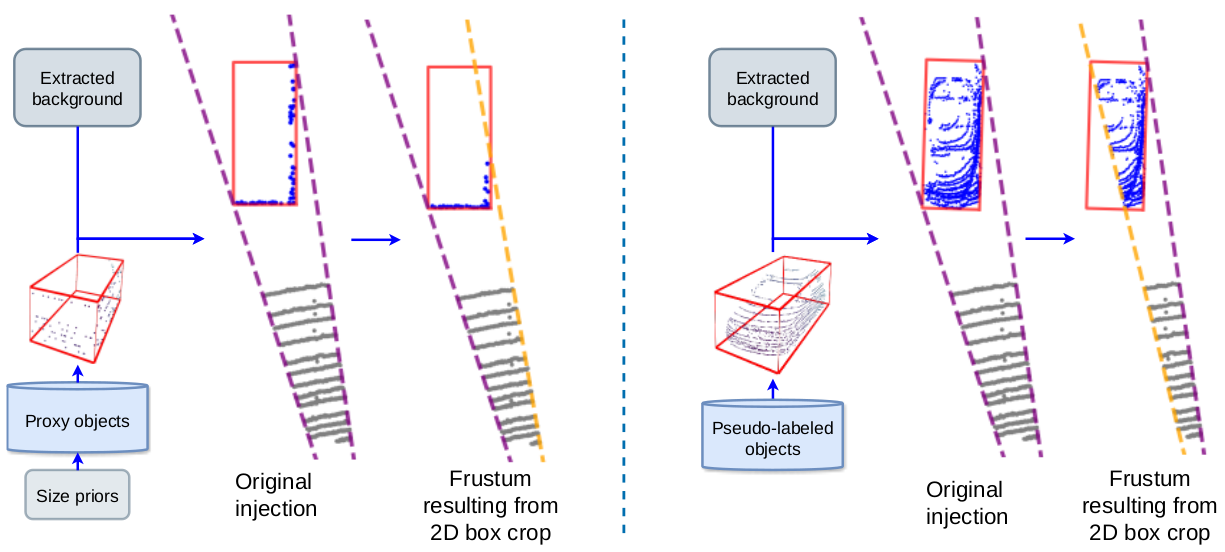 Extracted
background
Proxy objects
Size priors
Original
injection
Frustum
resulting from
2D box crop
Extracted
background
Pseudo-labeled
objects
Original
injection
Frustum
resulting from
2D box crop